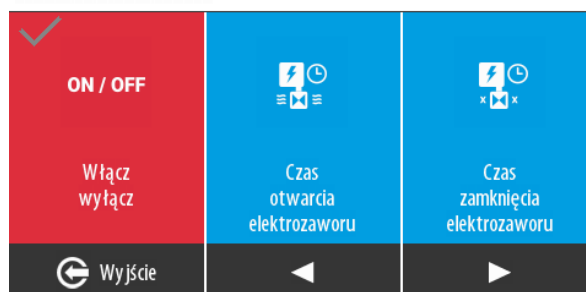 ON / OFF
Włącz
wyłącz
Czas
otwarcia
elektrozaworu
Czas
zamknięcia
elektrozaworu
Wyjście